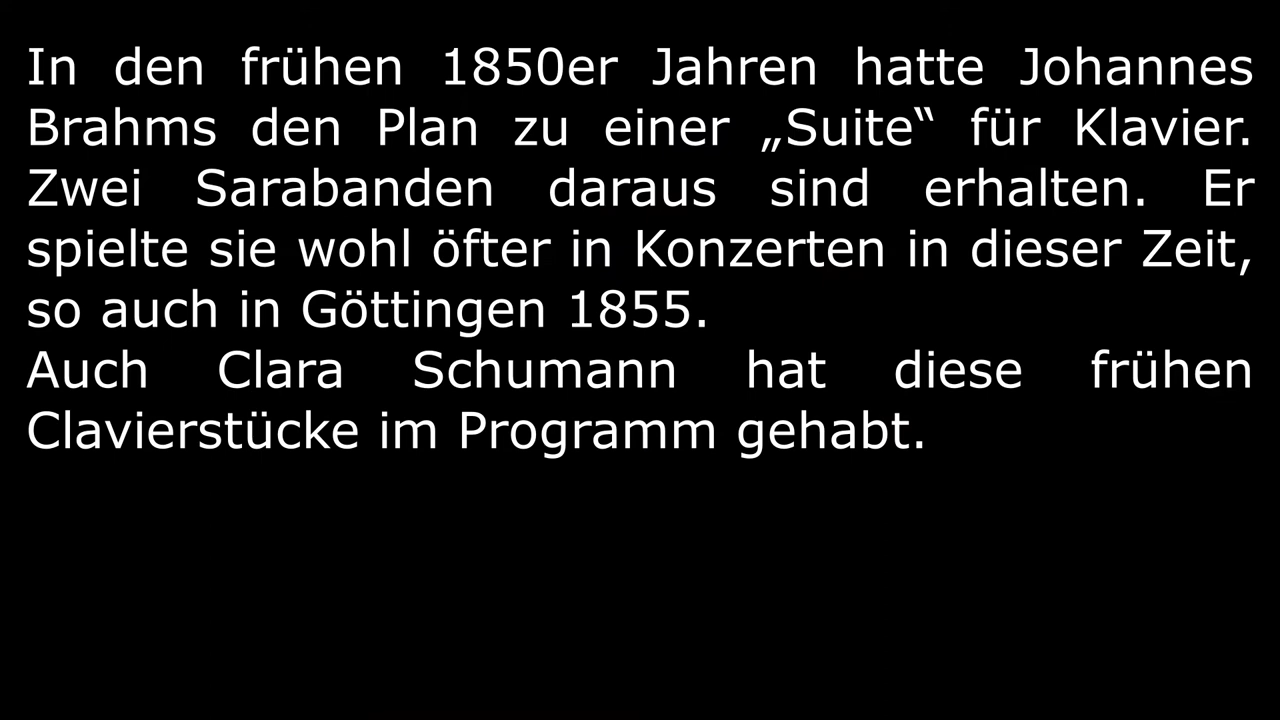 In den frühen 1850er Jahren hatte Johannes
Brahms den Plan zu einer „Suite“ für Klavier.
Zwei Sarabanden daraus sind erhalten. Er
spielte sie wohl öfter in Konzerten in dieser Zeit,
so auch in Göttingen 1855.
Auch Clara Schumann hat diese frühen
Clavierstücke im Programm gehabt.